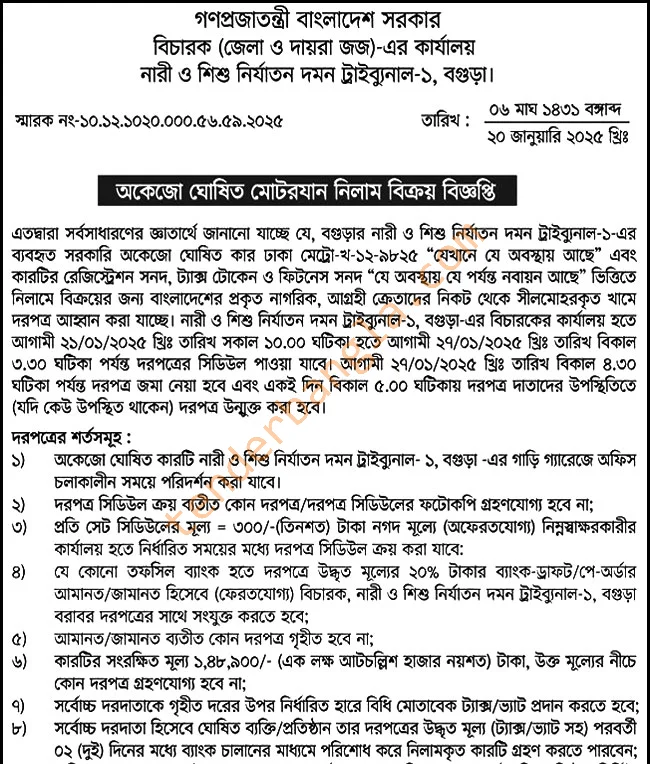 গণপ্রজাতন্ত্রী বাংলাদেশ সরকার
বিচারক (জেলা ও দায়রা জজ)-এর কার্যালয়
নারী ও শিশু নির্যাতন দমন ট্রাইব্যুনাল-১, বগুড়া।
স্মারক নং-১০.১২.১০২০.০০০.৫৬.৫৯.২০২৫
তারিখ : ০৬ মাঘ ১৪৩১ বঙ্গাব্দ
২০ জানুয়ারি ২০২৫ খ্রিঃ
অকেজো ঘোষিত মোটরযান নিলাম বিক্রয় বিজ্ঞপ্তি
এতদ্বারা সর্বসাধারণের জ্ঞাতার্থে জানানো যাচ্ছে যে, বগুড়ার নারী ও শিশু নির্যাতন দমন ট্রাইব্যুনাল-১-এর
ব্যবহৃত সরকারি অকেজো ঘোষিত কার ঢাকা মেট্রো-খ-১২-৯৮২৫ “যেখানে যে অবস্থায় আছে” এবং
কারটির রেজিস্ট্রেশন সনদ, ট্যাক্স টোকেন ও ফিটনেস সনদ “যে অবস্থা, যে পর্যন্ত নবায়ন আছে” ভিত্তিতে
নিলামে বিক্রয়ের জন্য বাংলাদেশের প্রকৃত নাগরিক, আগ্রহী ক্রেতাদের নিকট থেকে সীলমোহরকৃত খামে
দরপত্র আহ্বান করা যাচ্ছে। নারী ও শিশু নির্যাতন দমন ট্রাইব্যুনাল-১, বগুড়া-এর বিচারকের কার্যালয় হতে
আগামী ২১/০১/২০২৫ খ্রিঃ তারিখ সকাল ১০.০০ ঘটিকা হতে আগামী ২৭/০১/২০২৫ খ্রিঃ তারিখ বিকাল
৩.৩০ ঘটিকা পর্যন্ত দরপত্রের সিডিউল পাওয়া যাবে। আগামী ২৭/০১/২০২৫ খ্রিঃ তারিখ বিকাল ৪.৩০
ঘটিকা পর্যন্ত দরপত্র জমা নেয়া হবে এবং একই দিন বিকাল ৫.০০ ঘটিকায় দরপত্র দাতাদের উপস্থিতিতে
(যদি কেউ উপস্থিত থাকেন) দরপত্র উন্মুক্ত করা হবে।
দরপত্রের শর্তসমূহ :
১) অকেজো ঘোষিত কারটি নারী ও শিশু নির্যাতন দমন ট্রাইব্যুনাল- ১, বগুড়া -এর গাড়ি গ্যারেজে অফিস
চলাকালীন সময়ে পরিদর্শন করা যাবে।
২) দরপত্র সিডিউল ক্রয় ব্যতীত কোন দরপত্র/দরপত্র সিডিউলের ফটোকপি গ্রহণযোগ্য হবে না;
৩) প্রতি সেট সিডিউলের মূল্য = ৩০০/-(তিনশত) টাকা নগদ মূল্যে (অফেরতযোগ্য) নিম্নস্বাক্ষরকারীর
কার্যালয় হতে নির্ধারিত সময়ের মধ্যে দরপত্র সিডিউল ক্রয় করা যাবে:
৪) যে কোনো তফসিল ব্যাংক হতে দরপত্রে উদ্ধৃত মূল্যের ২০% টাকার ব্যাংক-ড্রাফট/পে-অর্ডার
আমানত/জামানত হিসেবে (ফেরতযোগ্য) বিচারক, নারী ও শিশু নির্যাতন দমন ট্রাইব্যুনাল-১, বগুড়া
বরাবর দরপত্রের সাথে সংযুক্ত করতে হবে;
৫) আমানত/জামানত ব্যতীত কোন দরপত্র গৃহীত হবে না;
৬) কারটির সংরক্ষিত মূল্য ১,৪৮,৯০০/- (এক লক্ষ আটচল্লিশ হাজার নয়শত) টাকা, উক্ত মূল্যের নীচে
কোন দরপত্র গ্রহণযোগ্য হবে না;
৭) সর্বোচ্চ দরদাতাকে গৃহীত দরের উপর নির্ধারিত হারে বিধি মোতাবেক ট্যাক্স/ভ্যাট প্রদান করতে হবে;
৮) সর্বোচ্চ দরদাতা হিসেবে ঘোষিত ব্যক্তি/প্রতিষ্ঠান তার দরপত্রের উদ্ধৃত মূল্য (ট্যাক্স/ভ্যাট সহ) পরবর্তী
০২ (দুই) দিনের মধ্যে ব্যাংক চালানের মাধ্যমে পরিশোধ করে নিলামকৃত কারটি গ্রহণ করতে পারবেন;
tenderbangla.com